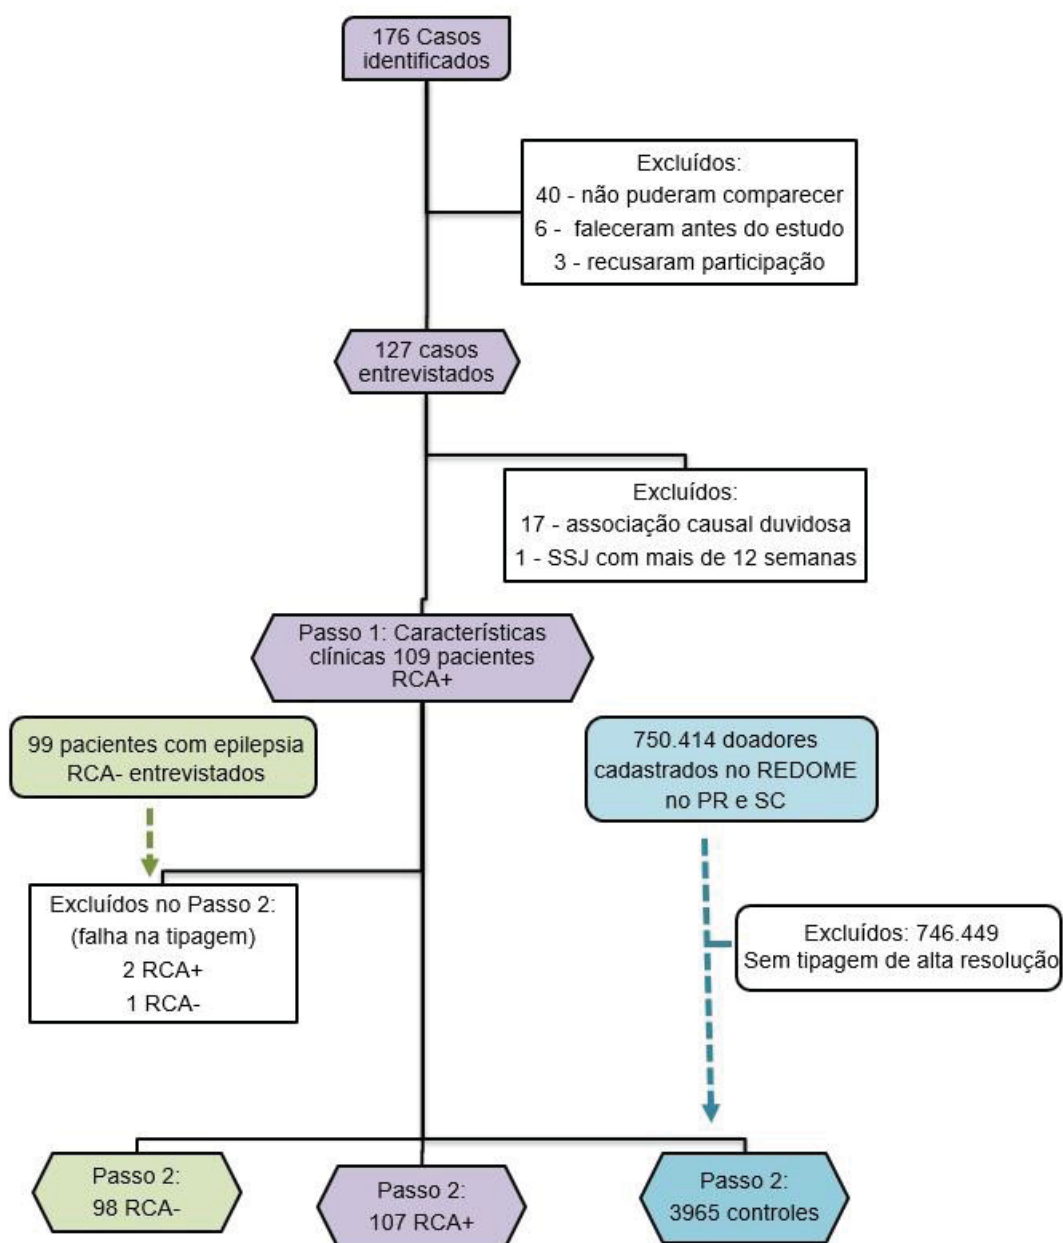 176 Casos
identificados
Excluídos:
40 - não puderam comparecer
6 - faleceram antes do estudo
3 - recusaram participação
127 casos
entrevistados
Excluídos:
17 - associação causal duvidosa
1 - SSJ com mais de 12 semanas
Passo 1: Característicias
clínicas 109 pacientes
RCA+
99 pacientes com epilepsia
RCA- entrevistados
750.414 doadores
cadastrados no REDOME
no PR e SC
Excluídos no Passo 2:
(falha na tipagem)
2 RCA+
1 RCA-
Excluídos: 746.449
Sem tipagem de alta resolução
Passo 2:
98 RCA-
Passo 2:
107 RCA+
Passo 2:
3965 controles